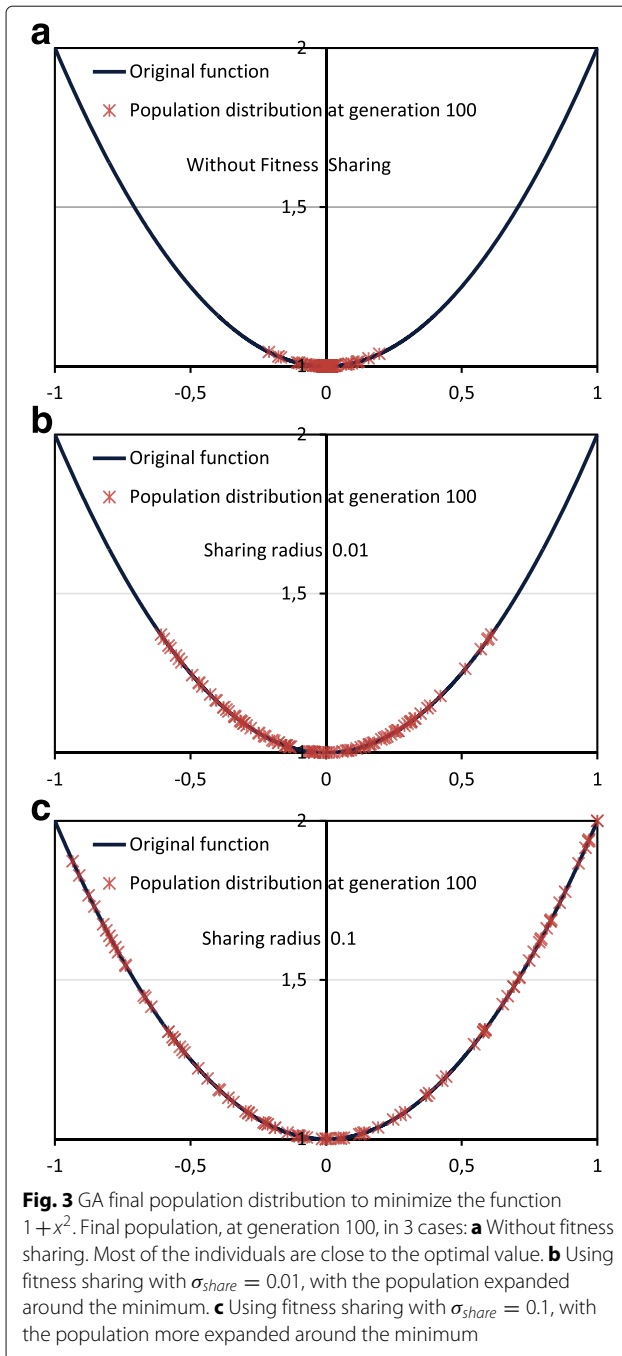 a
2
Original function
Population distribution at generation 100
Without Fitness Sharing
1,5
1
-1 -0,5 0 0,5 1
b
2
Original function
Population distribution at generation 100
Sharing radius 0.01
1,5
1
-1 -0,5 0 0,5 1
c
2
Original function
Population distribution at generation 100
Sharing radius 0.1
1,5
1
-1 -0,5 0 0,5 1
Fig. 3 GA final population distribution to minimize the function
1+x². Final population, at generation 100, in 3 cases: a Without fitness
sharing. Most of the individuals are close to the optimal value. b Using
fitness sharing with σshare = 0.01, with the population expanded
around the minimum. c Using fitness sharing with σshare = 0.1, with
the population more expanded around the minimum